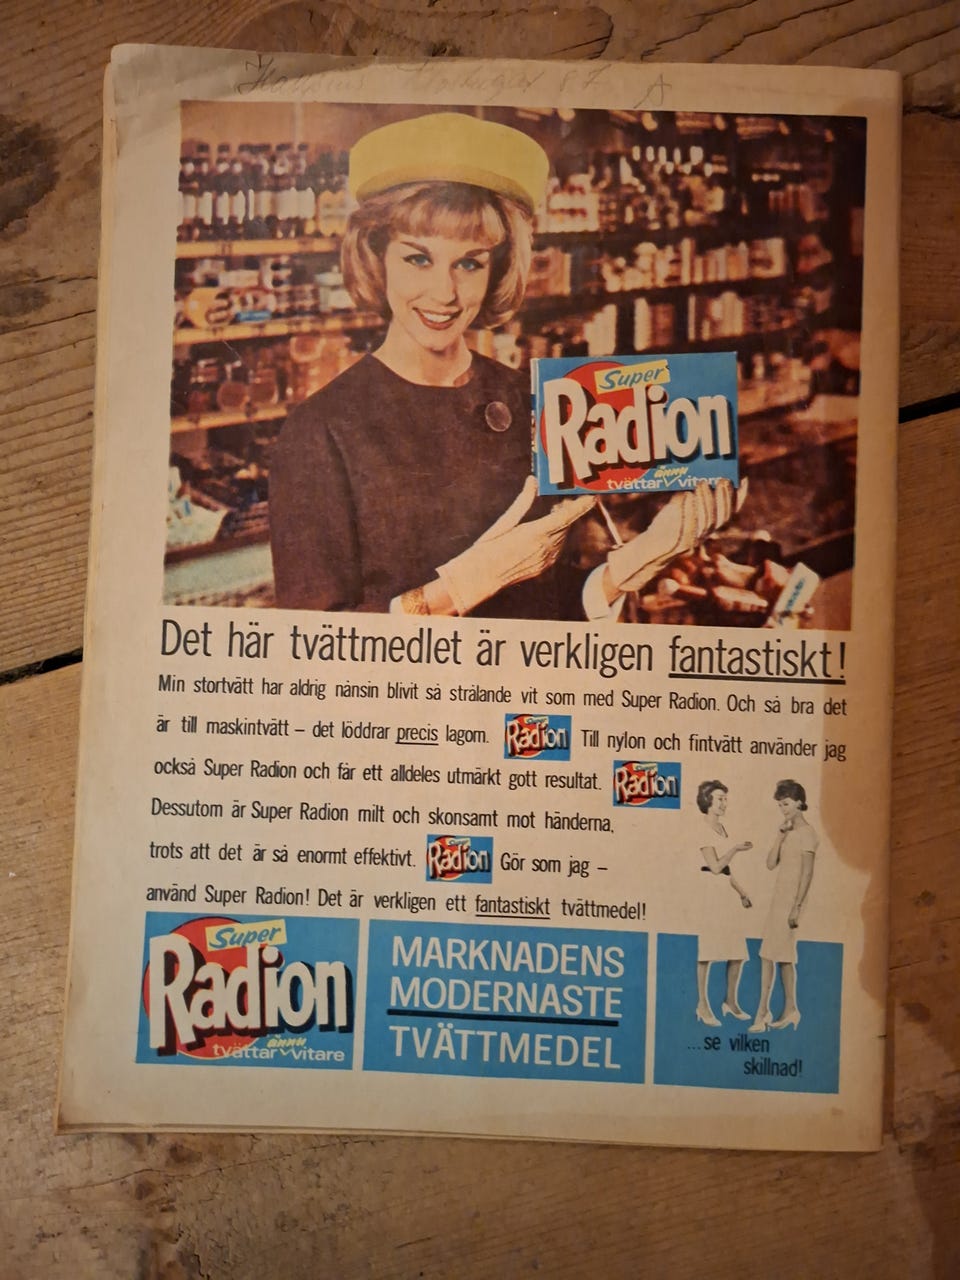 Super
Radion
ännu
tvättar vitare
Det här tvättmedlet är verkligen fantastiskt!
Min stortvätt har aldrig nånsin blivit så strålande vit som med Super Radion. Och så bra det
är till maskintvätt – det löddrar precis lagom. Super Radion Till nylon och fintvätt använder jag
också Super Radion och får ett alldeles utmärkt gott resultat. Super Radion
Dessutom är Super Radion milt och skonsamt mot händerna,
trots att det är så enormt effektivt. Super Radion Gör som jag –
använd Super Radion! Det är verkligen ett fantastiskt tvättmedel!
Super
Radion
ännu
tvättar vitare
MARKNADENS
MODERNASTE
TVÄTTMEDEL
...se vilken
skillnad!